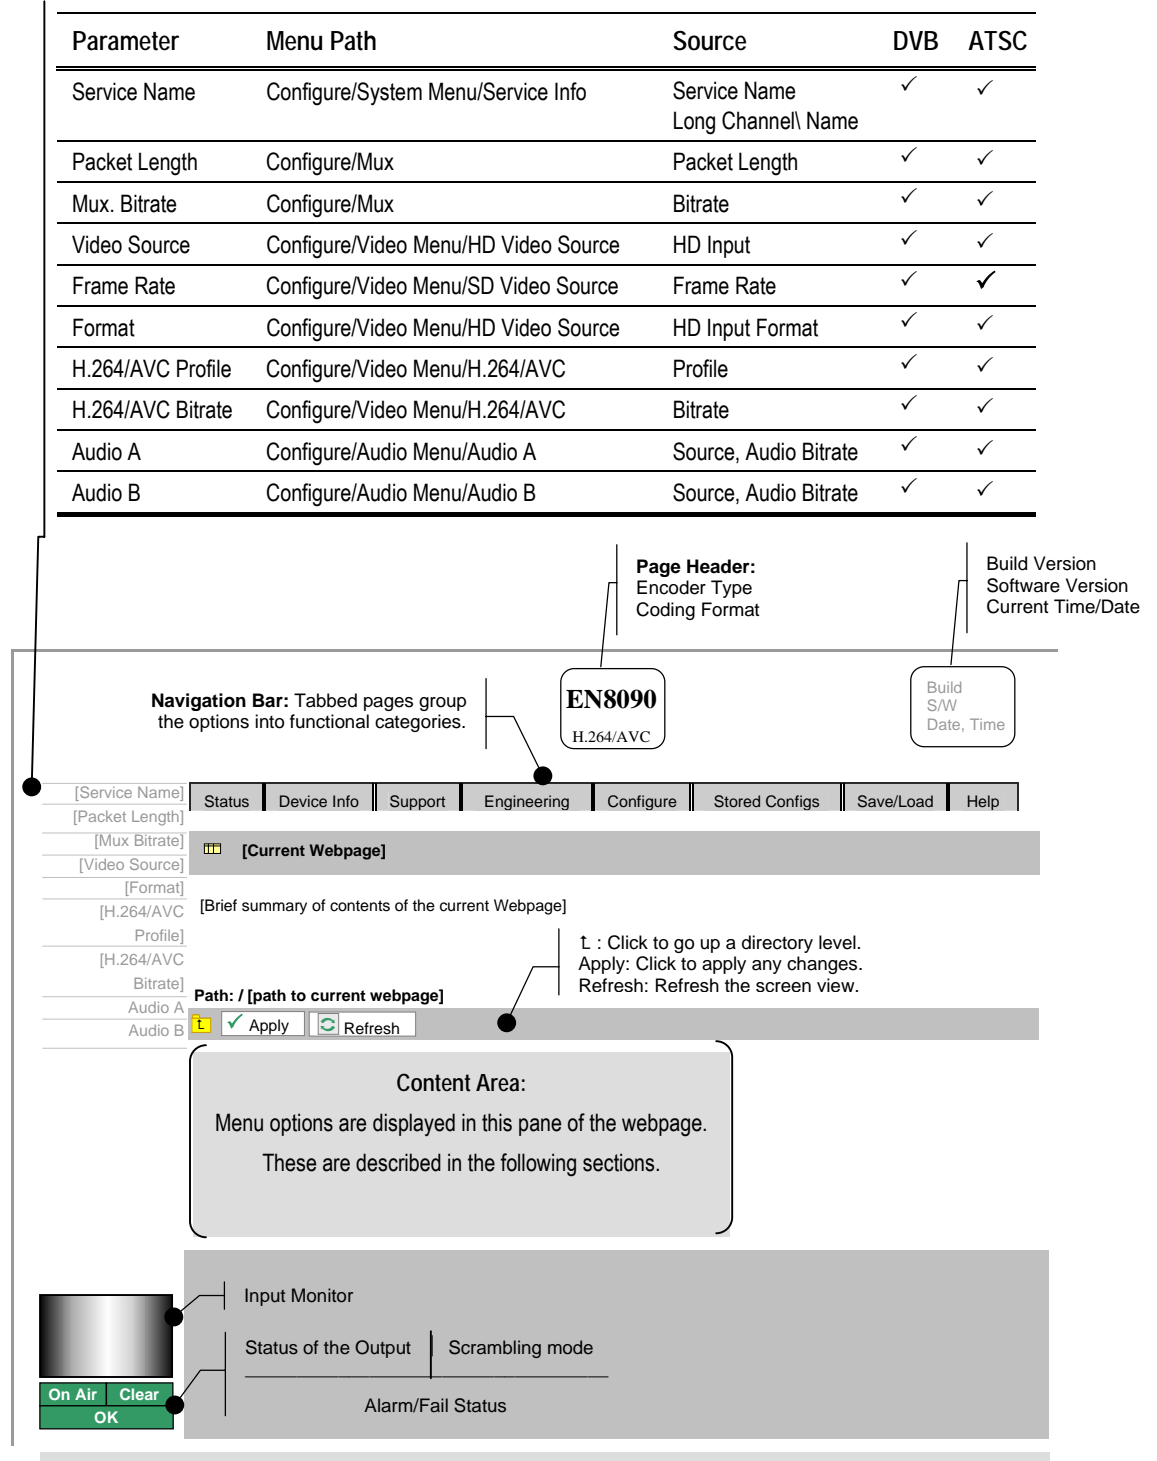 Parameter Menu Path Source DVB ATSC
Service Name Configure/System Menu/Service Info Service Name ✓ ✓
Long Channel\ Name
Packet Length Configure/Mux Packet Length ✓ ✓
Mux. Bitrate Configure/Mux Bitrate ✓ ✓
Video Source Configure/Video Menu/HD Video Source HD Input ✓ ✓
Frame Rate Configure/Video Menu/SD Video Source Frame Rate ✓ ✓
Format Configure/Video Menu/HD Video Source HD Input Format ✓ ✓
H.264/AVC Profile Configure/Video Menu/H.264/AVC Profile ✓ ✓
H.264/AVC Bitrate Configure/Video Menu/H.264/AVC Bitrate ✓ ✓
Audio A Configure/Audio Menu/Audio A Source, Audio Bitrate ✓ ✓
Audio B Configure/Audio Menu/Audio B Source, Audio Bitrate ✓ ✓
Page Header:
Encoder Type
Coding Format
Build Version
Software Version
Current Time/Date
Navigation Bar: Tabbed pages group
the options into functional categories.
EN8090
H.264/AVC
Build
S/W
Date, Time
[Service Name]
[Packet Length]
[Mux Bitrate]
[Video Source]
[Format]
[H.264/AVC
Profile]
[H.264/AVC
Bitrate]
Audio A
Audio B
Status Device Info Support Engineering Configure Stored Configs Save/Load Help
[Current Webpage]
[Brief summary of contents of the current Webpage]
: Click to go up a directory level.
Apply: Click to apply any changes.
Refresh: Refresh the screen view.
Path: / [path to current webpage]
Apply Refresh
Content Area:
Menu options are displayed in this pane of the webpage.
These are described in the following sections.
Input Monitor
Status of the Output Scrambling mode
Alarm/Fail Status
On Air Clear
OK